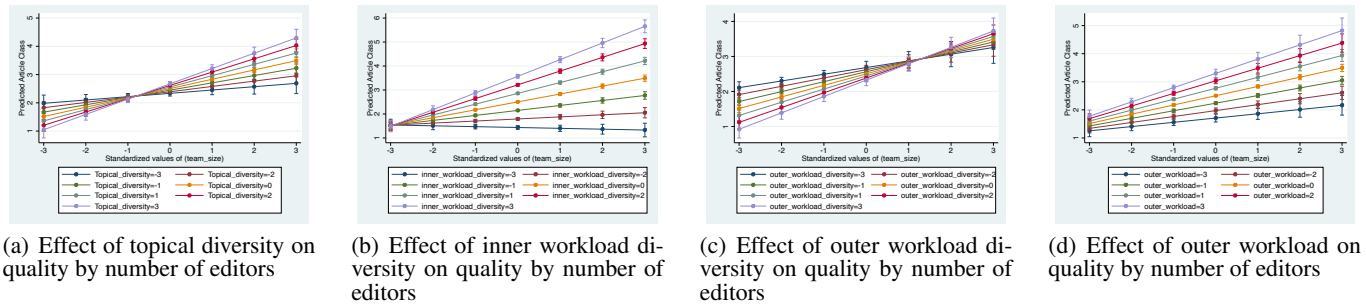 5
4
3
2
1
Predicted Article Class
-3 -2 -1 0 1 2 3
Standardized values of (team_size)
Topical_diversity=-3 Topical_diversity=-2
Topical_diversity=-1 Topical_diversity=0
Topical_diversity=1 Topical_diversity=2
Topical_diversity=3
(a) Effect of topical diversity on
quality by number of editors
6
5
4
3
2
1
Predicted Article Class
-3 -2 -1 0 1 2 3
Standardized values of (team_size)
inner_workload_diversity=-3 inner_workload_diversity=-2
inner_workload_diversity=-1 inner_workload_diversity=0
inner_workload_diversity=1 inner_workload_diversity=2
inner_workload_diversity=3
(b) Effect of inner workload di-
versity on quality by number of
editors
4
3
2
1
Predicted Article Class
-3 -2 -1 0 1 2 3
Standardized values of (team_size)
outer_workload_diversity=-3 outer_workload_diversity=-2
outer_workload_diversity=-1 outer_workload_diversity=0
outer_workload_diversity=1 outer_workload_diversity=2
outer_workload_diversity=3
(c) Effect of outer workload di-
versity on quality by number of
editors
5
4
3
2
1
Predicted Article Class
-3 -2 -1 0 1 2 3
Standardized values of (team_size)
outer_workload=-3 outer_workload=-2
outer_workload=-1 outer_workload=0
outer_workload=1 outer_workload=2
outer_workload=3
(d) Effect of outer workload on
quality by number of editors